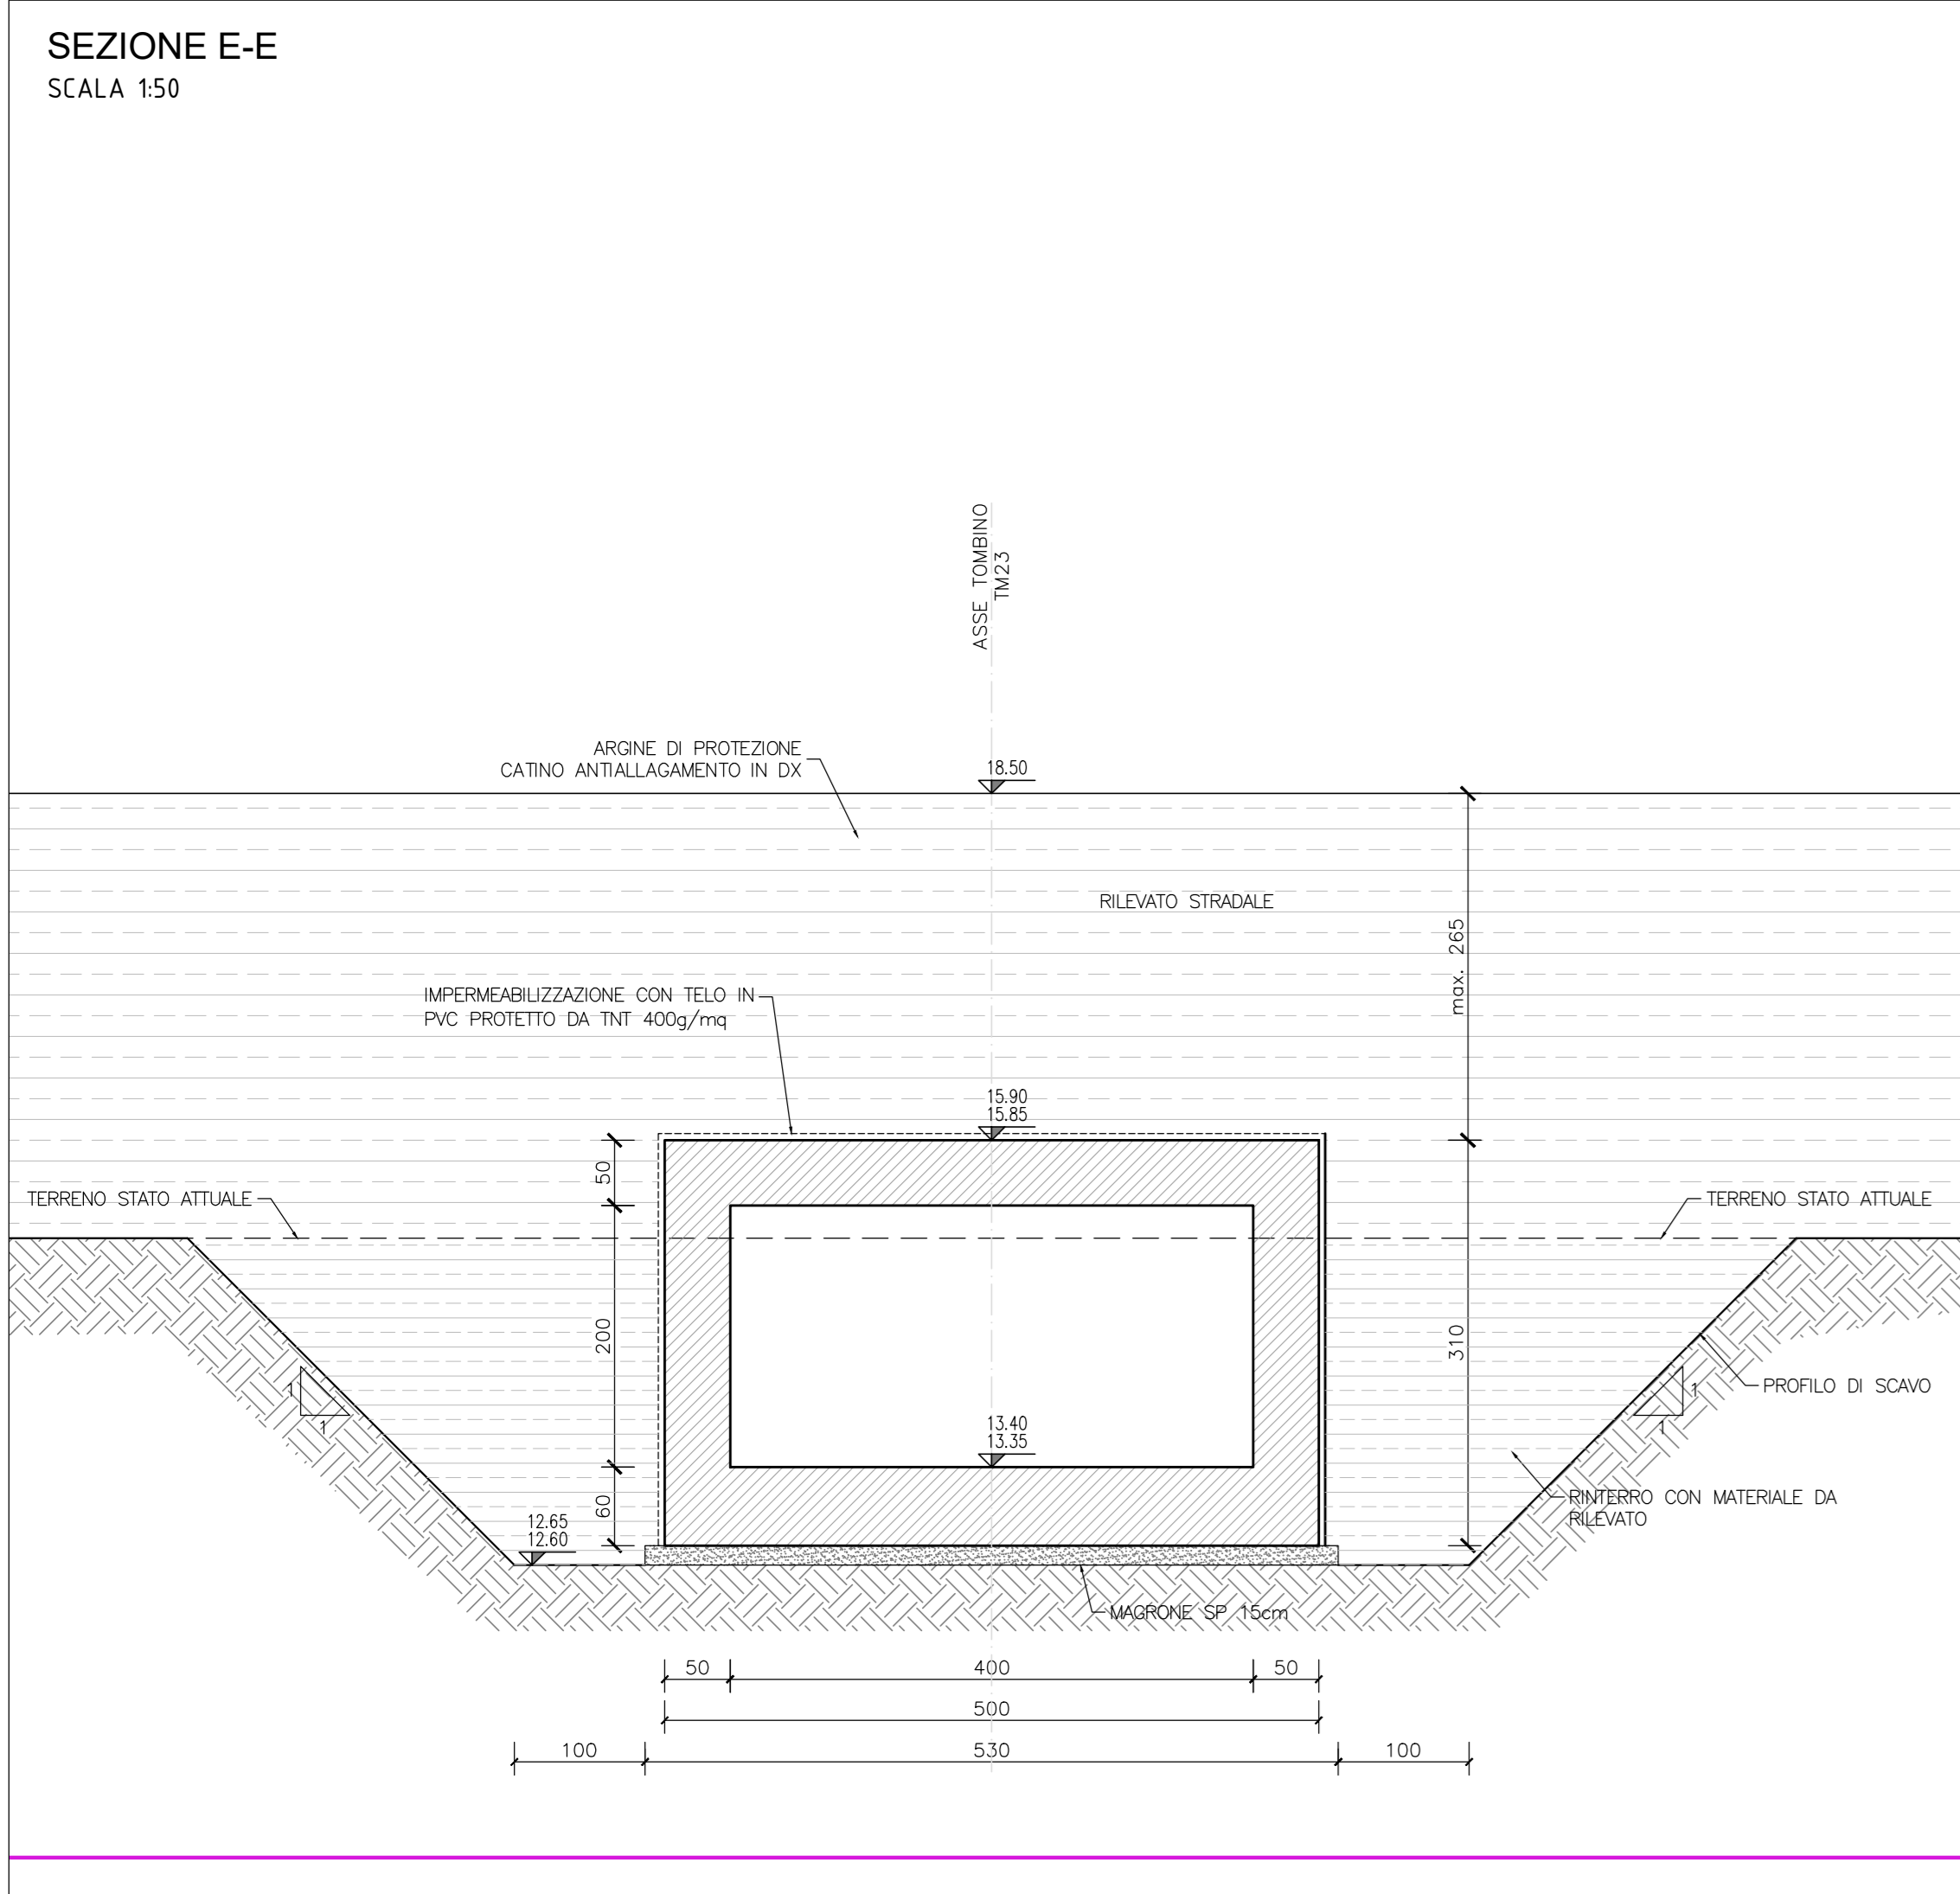 SEZIONE E-E
SCALA 1:50
ASSE TOMBINO
TM23
ARGINE DI PROTEZIONE
CATINO ANTIALLAGAMENTO IN DX
18.50
RILEVATO STRADALE
max. 265
IMPERMEABILIZZAZIONE CON TELO IN
PVC PROTETTO DA TNT 400g/mq
15.90
15.85
50
TERRENO STATO ATTUALE
TERRENO STATO ATTUALE
200
310
1
1
1
1
PROFILO DI SCAVO
13.40
13.35
60
RINTERRO CON MATERIALE DA
RILEVATO
12.65
12.60
MAGRONE SP 15cm
50
400
50
500
100
530
100